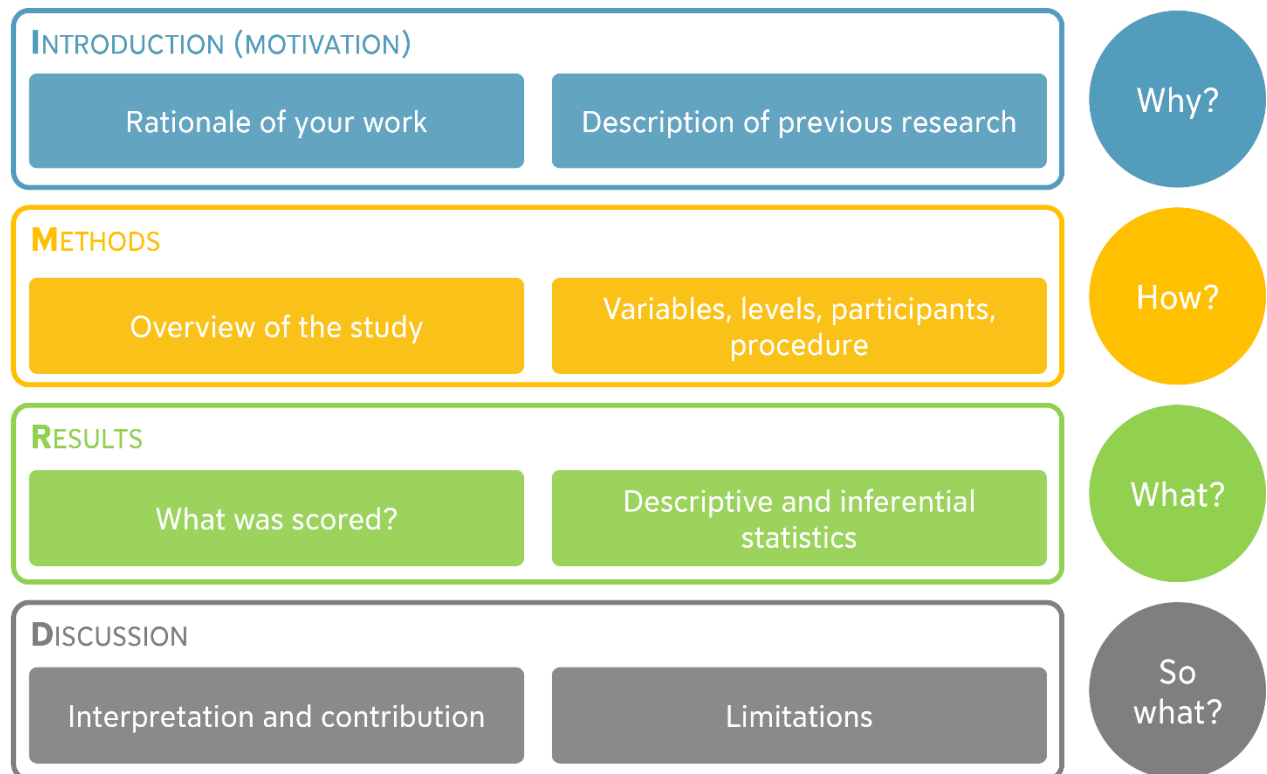 INTRODUCTION (MOTIVATION)
Rationale of your work
Description of previous research
Why?
METHODS
Overview of the study
Variables, levels, participants,
procedure
How?
RESULTS
What was scored?
Descriptive and inferential
statistics
What?
DISCUSSION
Interpretation and contribution
Limitations
So
what?